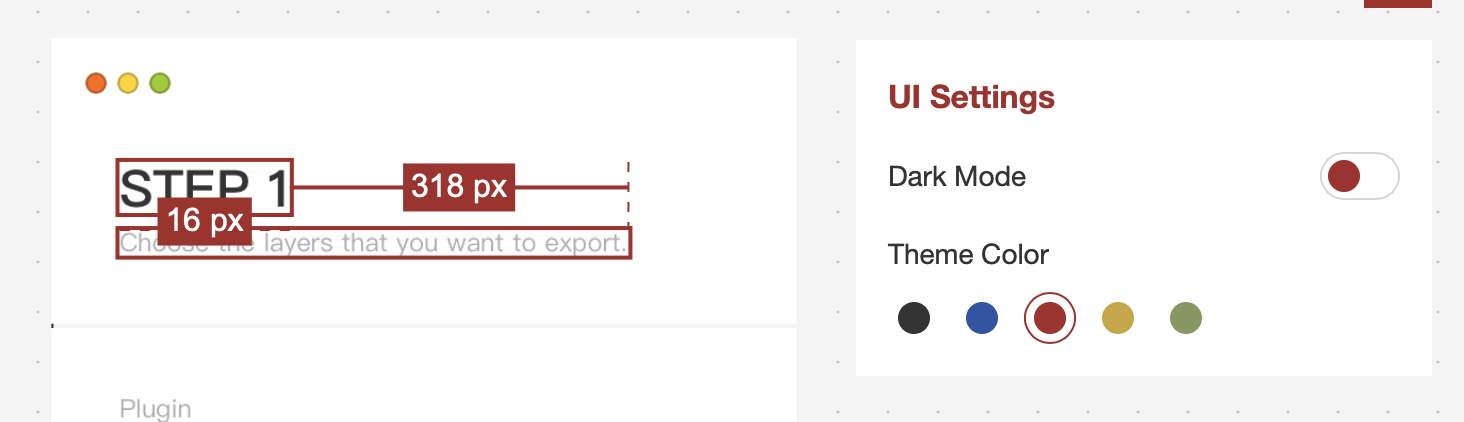 STEP 1
318 px
16 px
Choose the layers that you want to export.
Plugin
UI Settings
Dark Mode
Theme Color